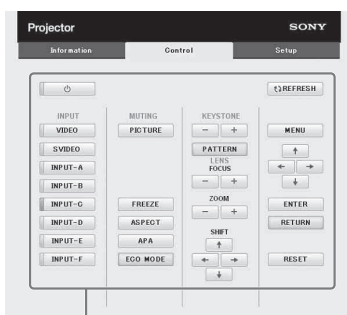 Projector SONY
Information Control Setup
REFRESH
INPUT MUTING KEYSTONE
VIDEO PICTURE - + MENU
SVIDEO PATTERN
LENS
INPUT-A FOCUS
INPUT-B - +
INPUT-C FREEZE ZOOM ENTER
INPUT-D ASPECT - + RETURN
INPUT-E APA SHIFT
INPUT-F ECO MODE RESET